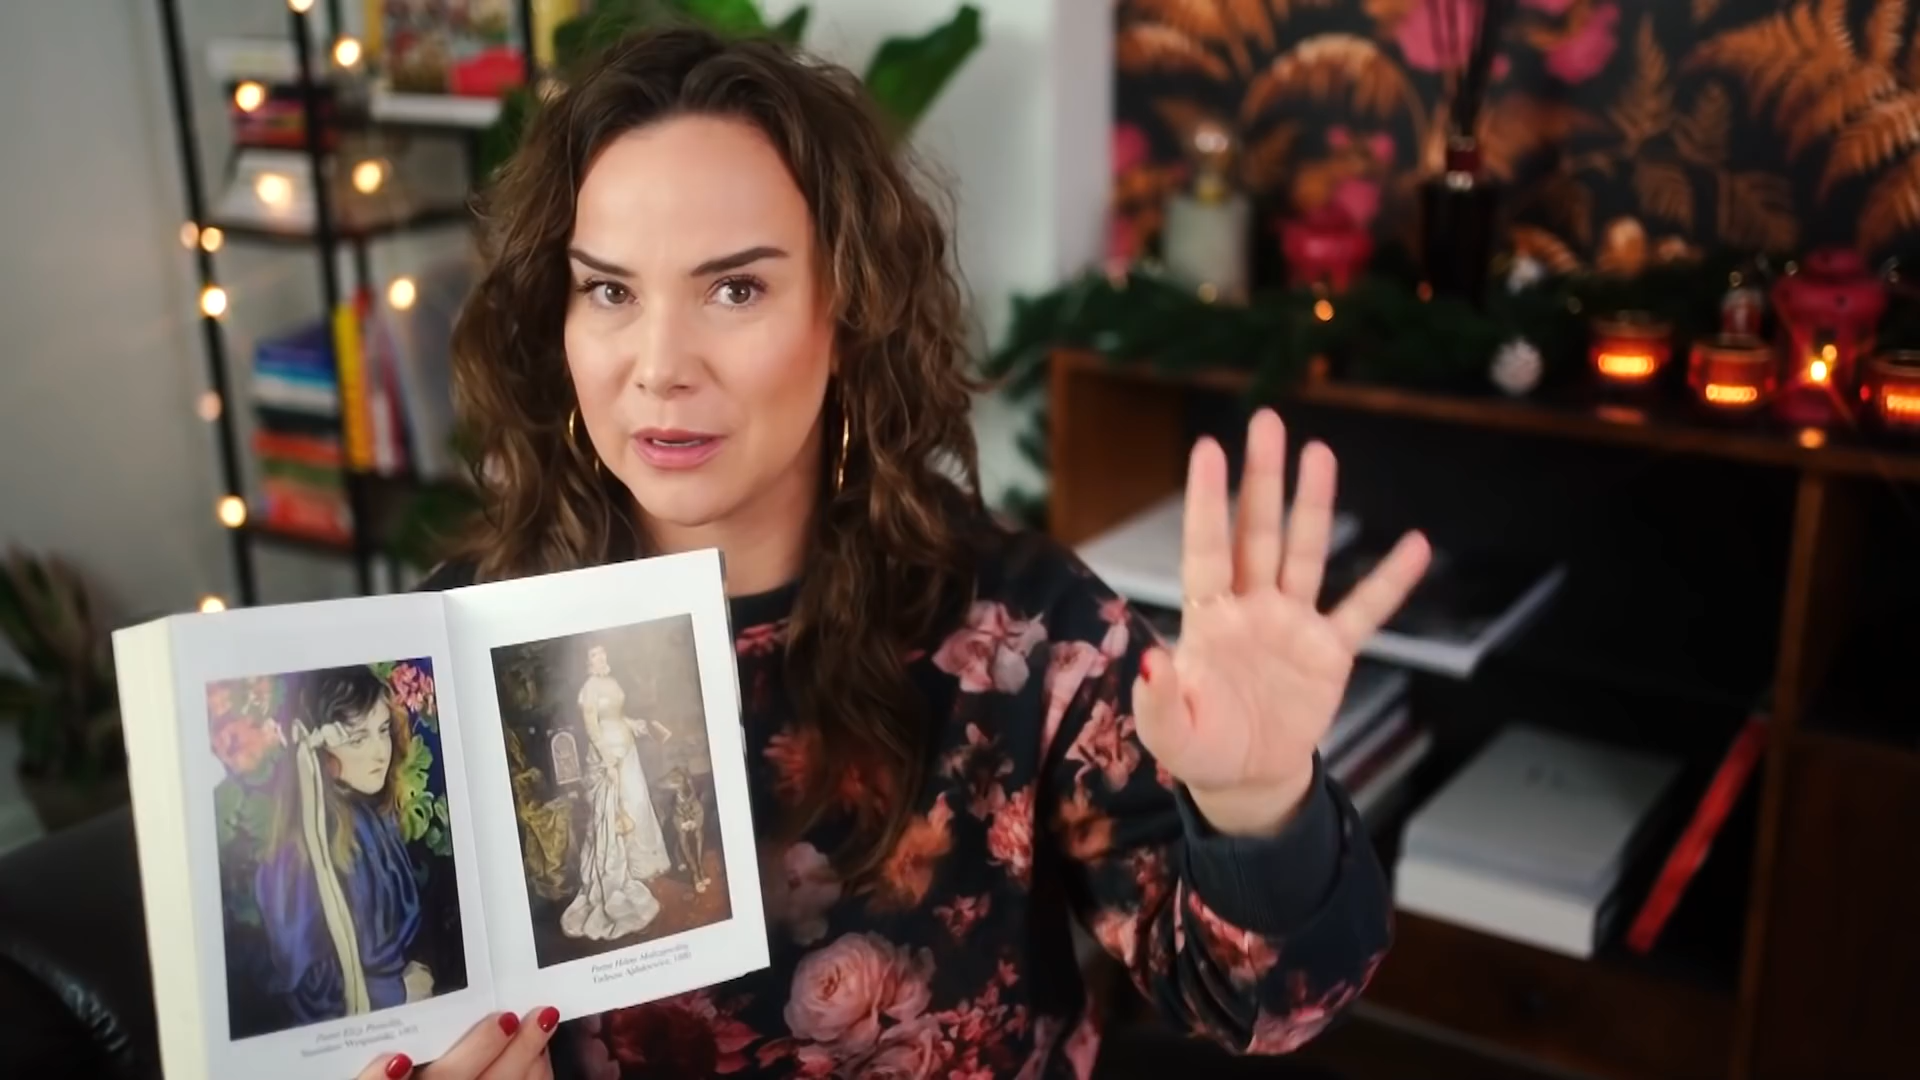 Portret Elizy Pareńskiej,
Stanisław Wyspiański, 1905
Portret Heleny Modrzejewskiej,
Tadeusz Ajdukiewicz, 1880